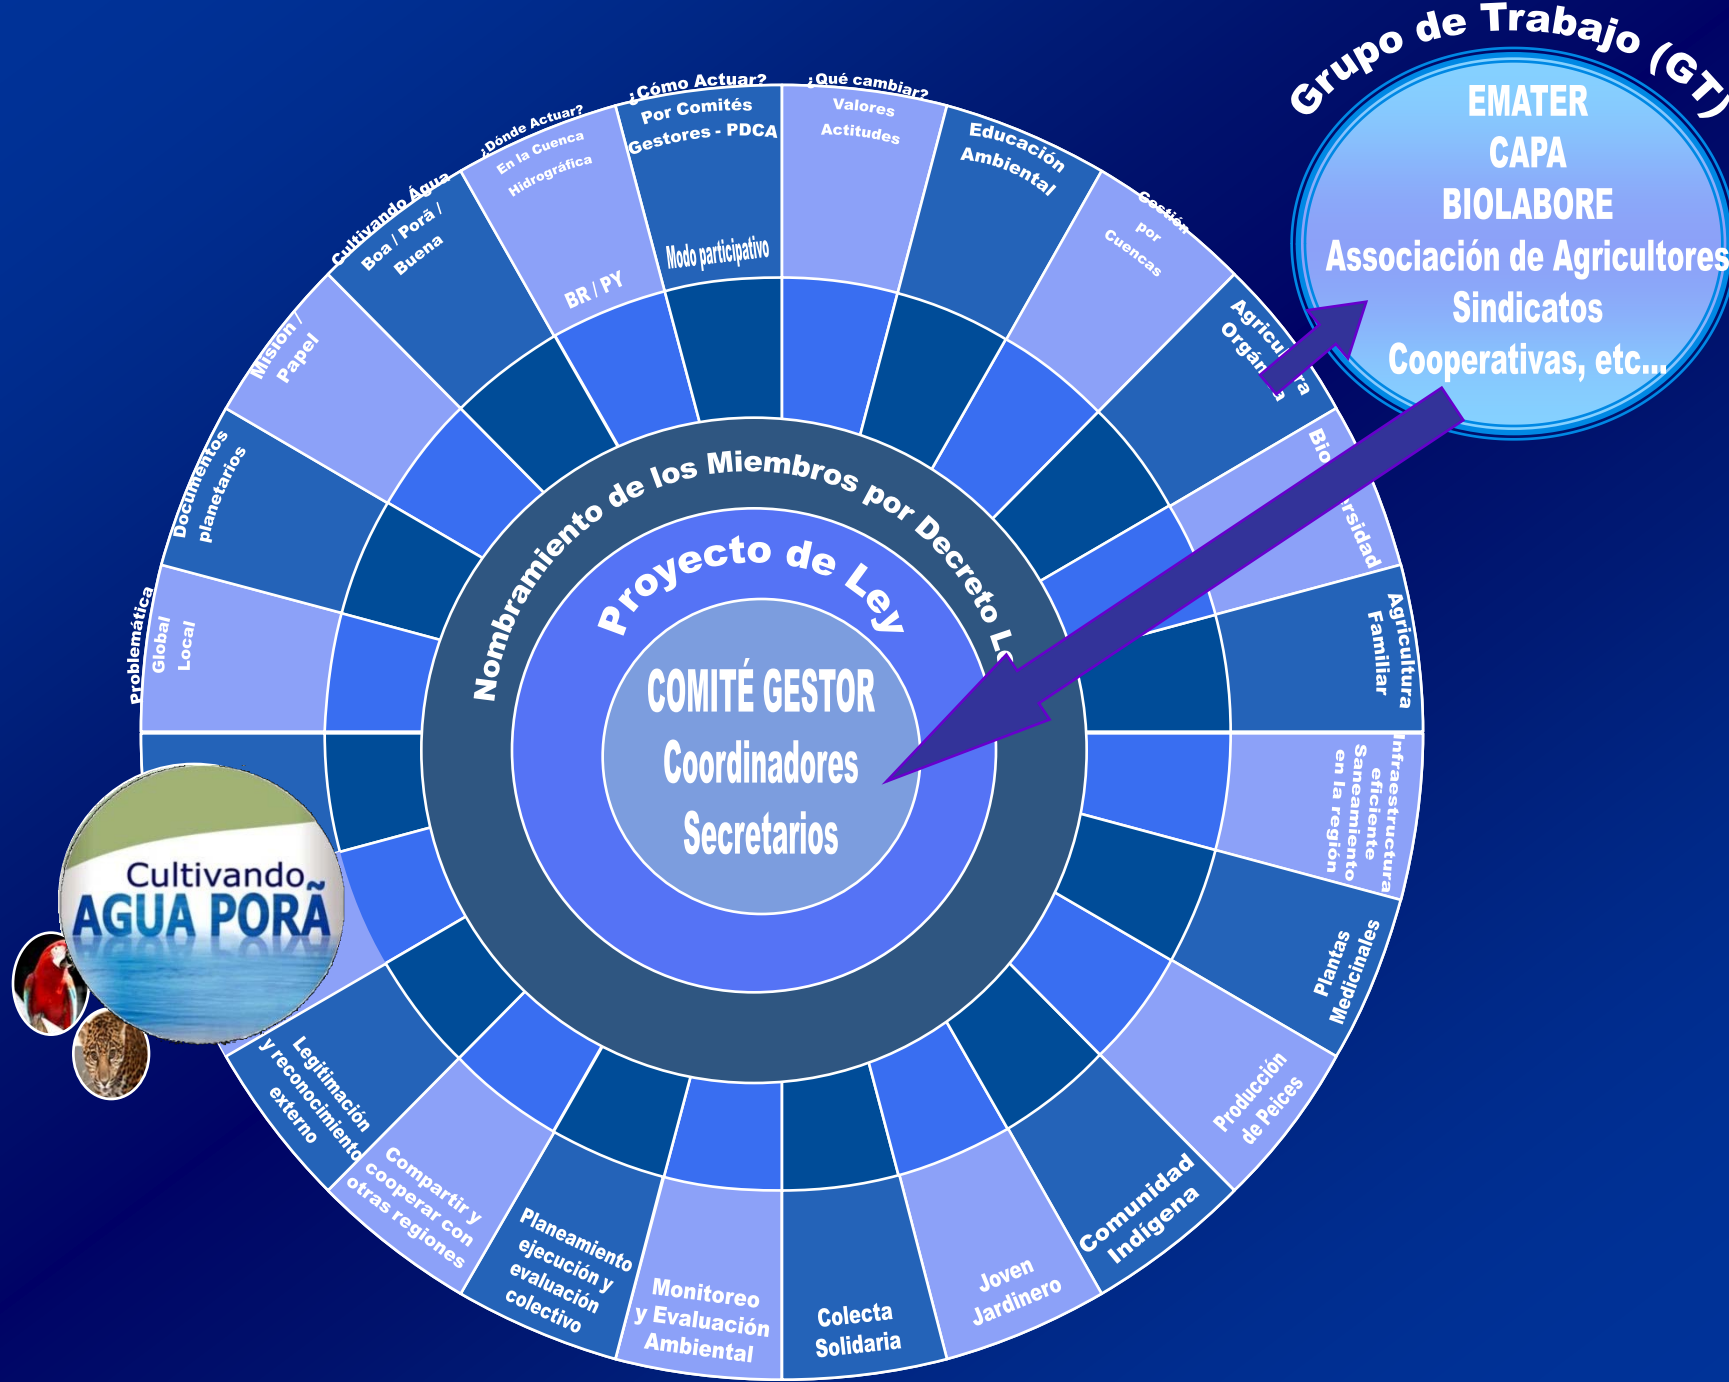 Grupo de Trabajo (GT)
EMATER
CAPA
BIOLABORE
Associación de Agricultores
Sindicatos
Cooperativas, etc...
¿Qué cambiar?
Valores
Actitudes
Educación
Ambiental
Gestión
por
Cuencas
Agricultura
Orgánica
Agricultura
Familiar
Infraestructura
eficiente
Saneamiento
en la región
Plantas
Medicinales
Producción
de Peices
Comunidad
Indígena
Joven
Jardinero
Colecta
Solidaria
Monitoreo
y Evaluación
Ambiental
Planeamiento
ejecución y
evaluación
colectivo
Compartir y
cooperar con
otras regiones
Legitimación
y reconocimiento
externo
Problemática
Global
Local
Documentos
planetarios
Misión /
Papel
Cultivando Água
Boa / Porã /
Buena
¿Dónde Actuar?
En la Cuenca
Hidrográfica
BR / PY
¿Cómo Actuar?
Por Comités
Gestores - PDCA
Modo participativo
Nombramiento de los Miembros por Decreto
Proyecto de Ley
COMITÉ GESTOR
Coordinadores
Secretarios
Cultivando
AGUA PORÃ